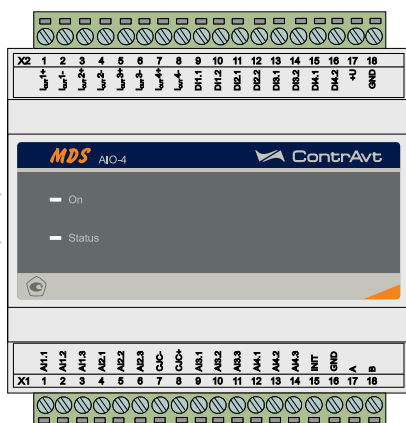 X2 1 2 3 4 5 6 7 8 9 10 11 12 13 14 15 16 17 18
Iout1+ Iout1- Iout2+ Iout2- Iout3+ Iout3- Iout4+ Iout4- DI1.1 DI1.2 DI2.1 DI2.2 DI3.1 DI3.2 DI4.1 DI4.2 +U GND
MDS AIO-4 ContrAvt
On
Status
AI1.1 AI1.2 AI1.3 AI2.1 AI2.2 AI2.3 CJC- CJC+ AI3.1 AI3.2 AI3.3 AI4.1 AI4.2 AI4.3 INIT GND A B
X1 1 2 3 4 5 6 7 8 9 10 11 12 13 14 15 16 17 18